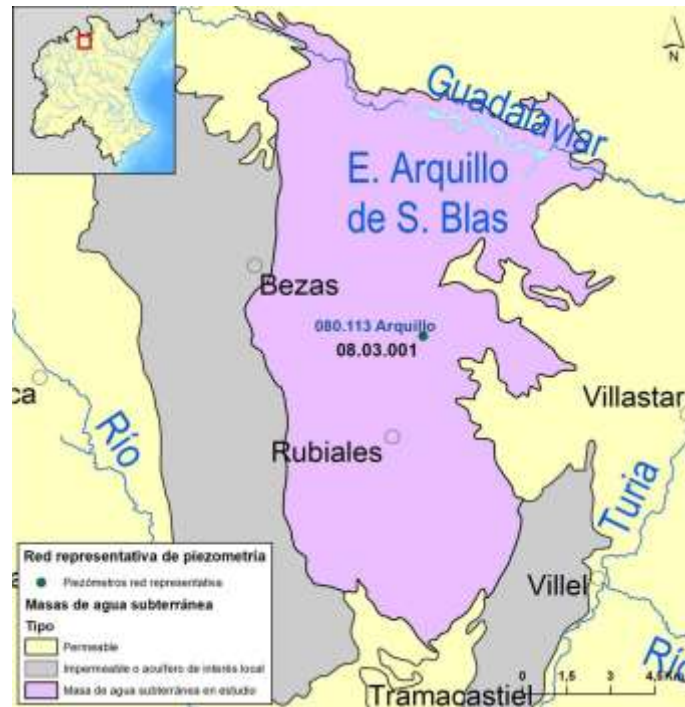 N
Guadalaviar
E. Arquillo
de S. Blas
Bezas
080.113 Arquillo
08.03.001
ca
Villastar
Río
Rubiales
Turia
Red representativa de piezometría
Piezómetros red representativa
Masas de agua subterránea
Tipo
Permeable
Impermeable o acuífero de interés local
Masa de agua subterránea en estudio
Villel
Río
Tramacastiel
0 1,5 3